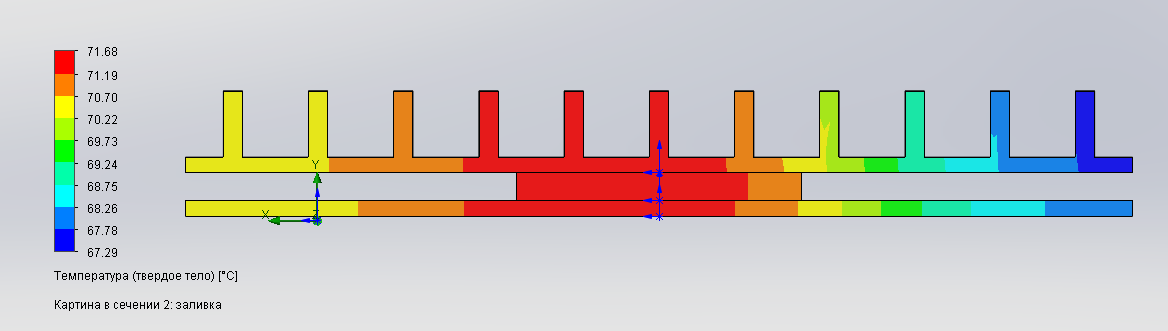 71.68
71.19
70.70
70.22
69.73
69.24
68.75
68.26
67.78
67.29
Температура (твердое тело) [°C]
Картина в сечении 2: заливка
Y
X
Z